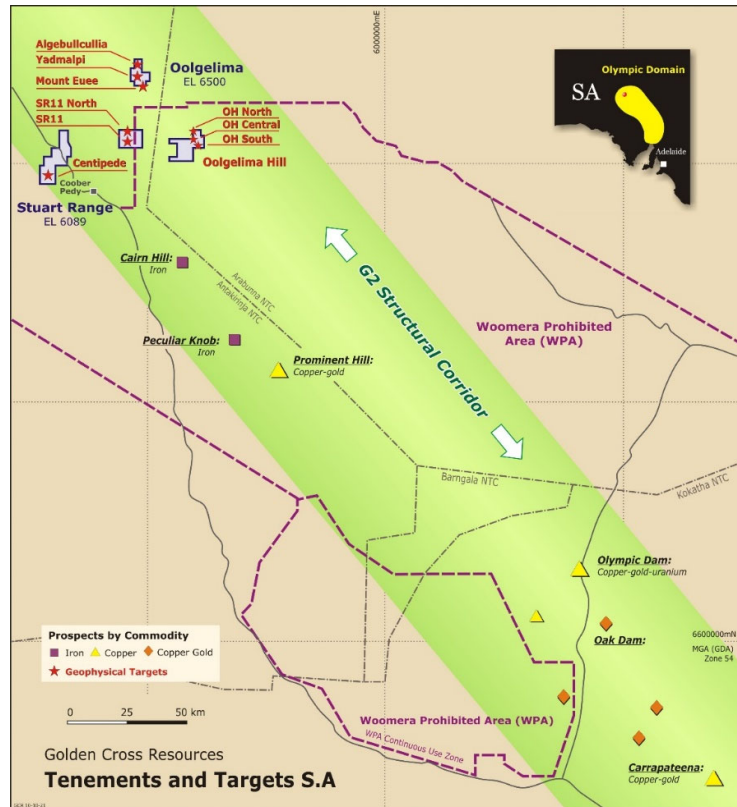 Algebullcullia
Yadmalpi
Mount Euee
Oolgelima
EL 6500
SR11 North
SR11
OH North
OH Central
OH South
Oolgelima Hill
Centipede
Coober
Pedy
Stuart Range
EL 6089
6000000mE
Olympic Domain
SA
Adelaide
Cairn Hill:
Iron
Arabunna NTC
Antakirinja NTC
G2 Structural Corridor
Woomera Prohibited
Area (WPA)
Peculiar Knob:
Iron
Prominent Hill:
Copper-gold
Barngala NTC
Kokatha NTC
Olympic Dam:
Copper-gold-uranium
Oak Dam:
6600000mN
MGA (GDA)
Zone 54
Prospects by Commodity
Iron Copper Copper Gold
Geophysical Targets
0 25 50 km
Woomera Prohibited Area (WPA)
WPA Continuous Use Zone
Carrapateena:
Copper-gold
Golden Cross Resources
Tenements and Targets S.A